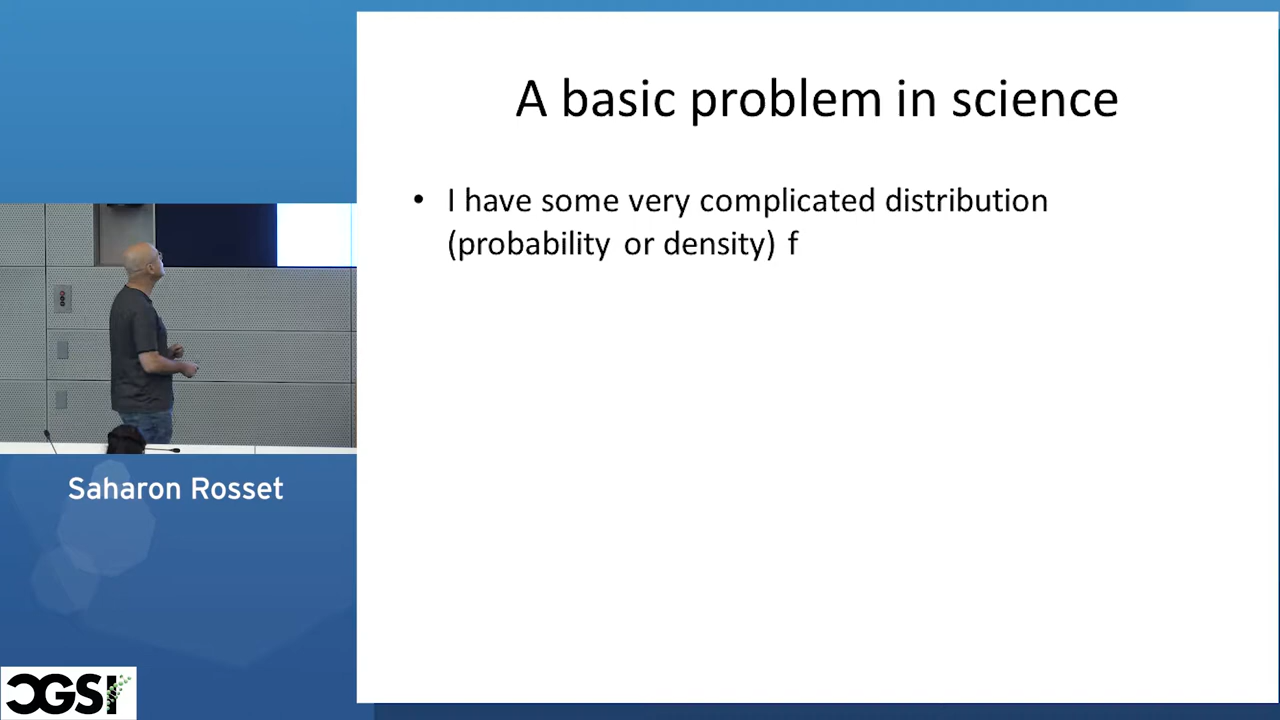 A basic problem in science
• I have some very complicated distribution
(probability or density) f
Saharon Rosset
CGSI